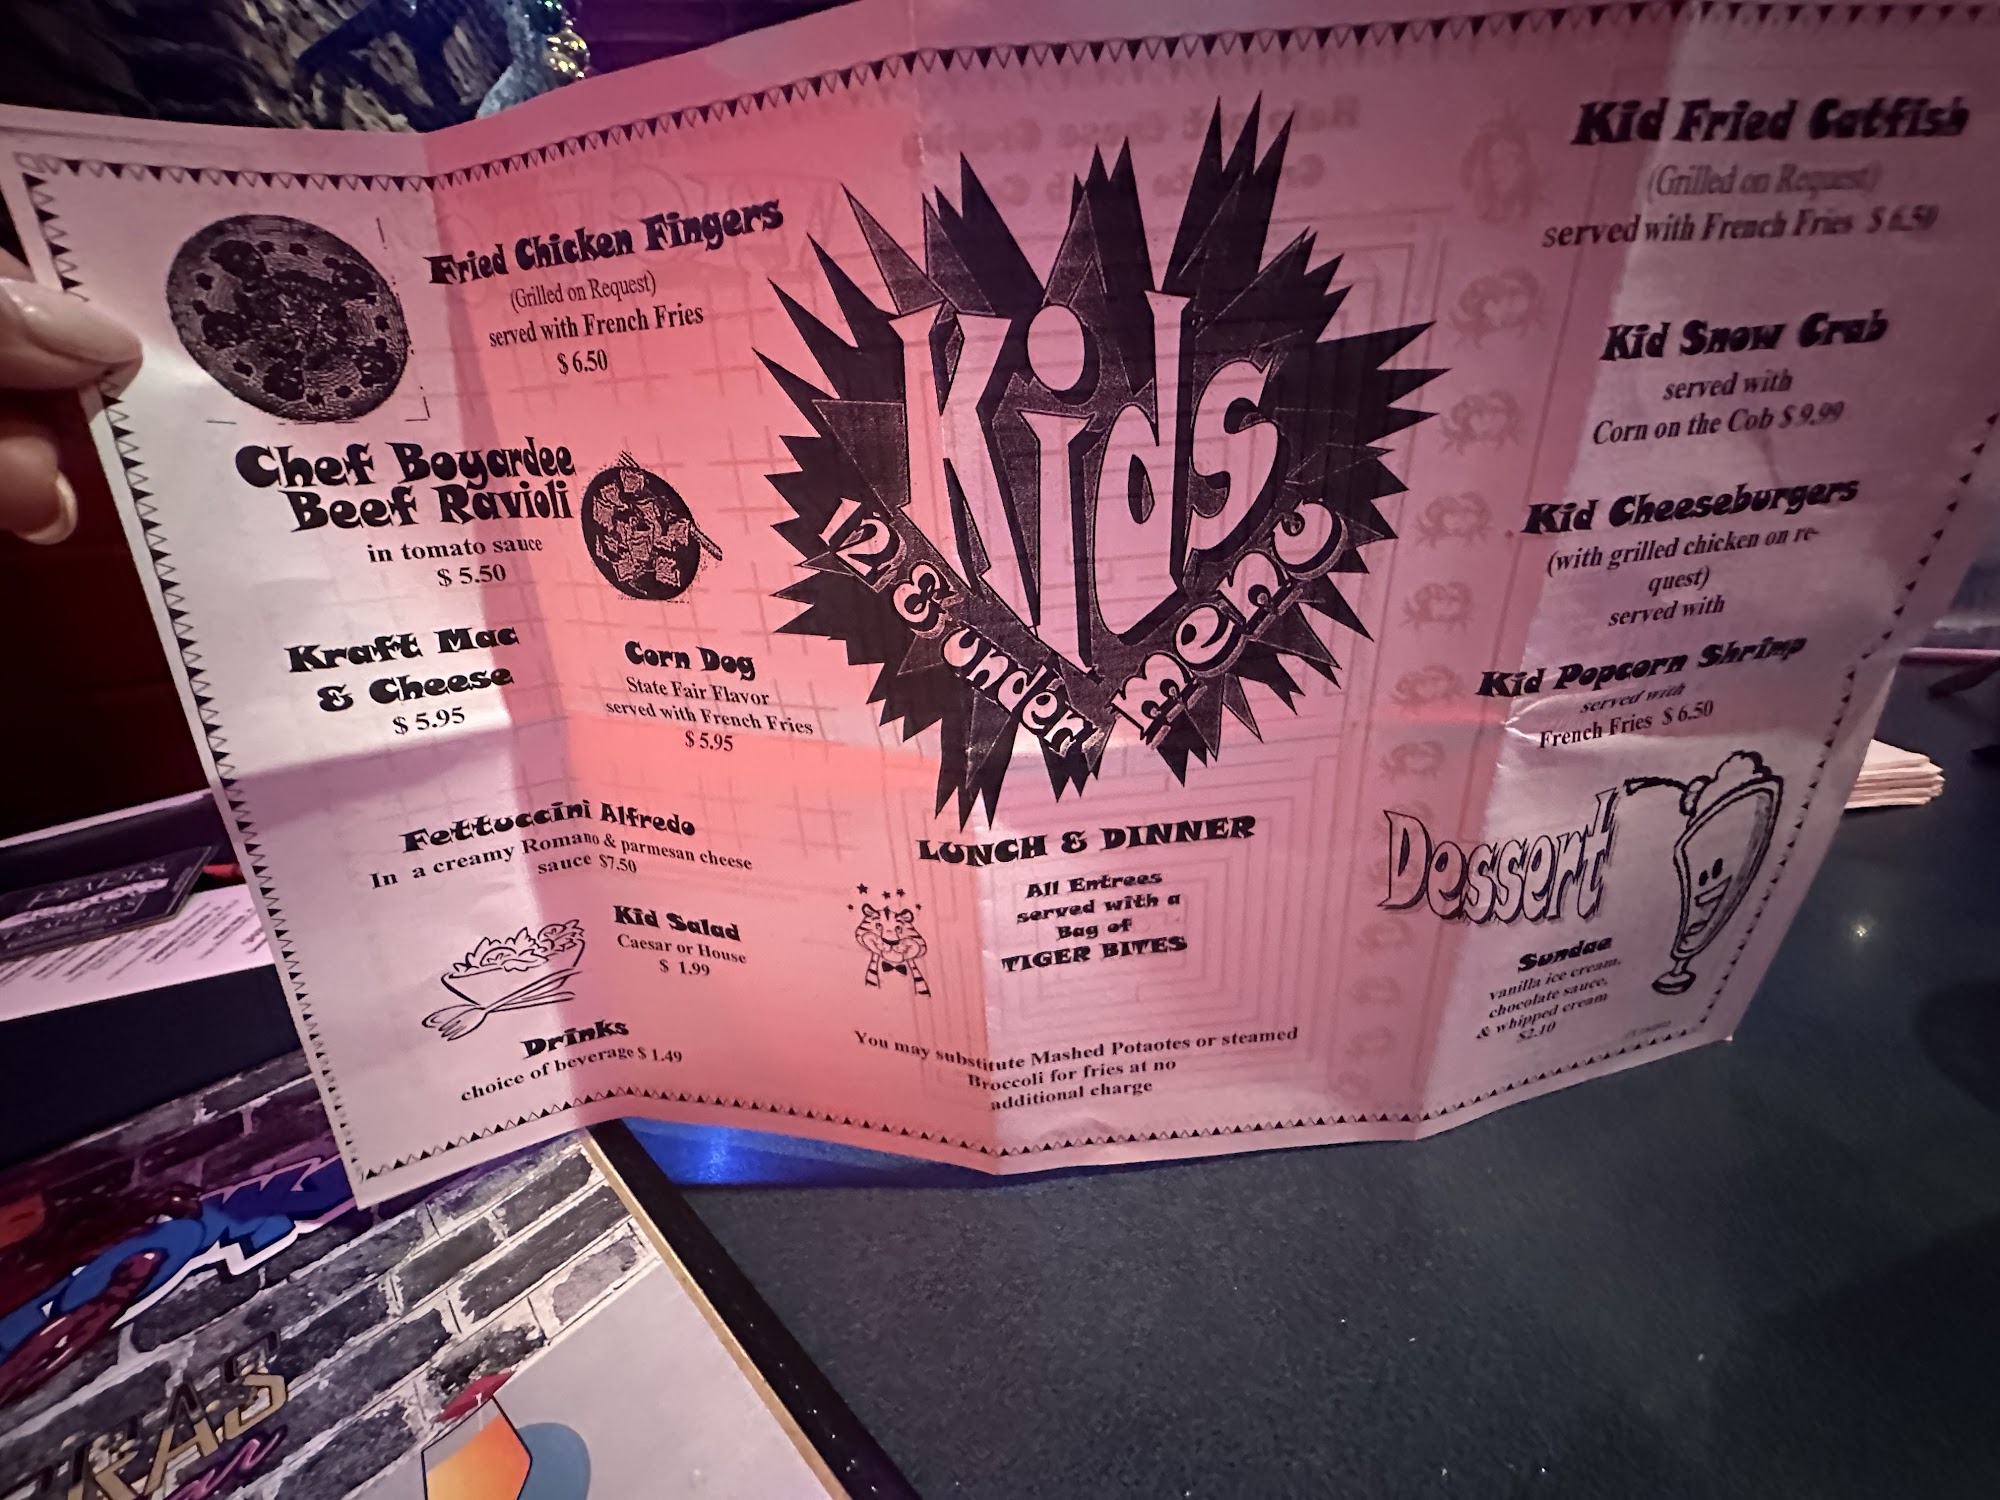 Fried Chicken Fingers
(Grilled on Request)
served with French Fries
$ 6.50
Chef Boyardee
Beef Ravioli
in tomato sauce
$ 5.50
Kraft Mac
& Cheese
$ 5.95
Corn Dog
State Fair Flavor
served with French Fries
$ 5.95
Fettuccini Alfredo
In a creamy Romano & parmesan cheese
sauce $7.50
Kid Salad
Caesar or House
$ 1.99
Drinks
choice of beverage $ 1.49
Kids
12 & under menu
LUNCH & DINNER
All Entrees
served with a
Bag of
TIGER BITES
You may substitute Mashed Potaotes or steamed
Broccoli for fries at no
additional charge
Kid Fried Catfish
(Grilled on Request)
served with French Fries $ 6.50
Kid Snow Crab
served with
Corn on the Cob $ 9.99
Kid Cheeseburgers
(with grilled chicken on re-
quest)
served with
Kid Popcorn Shrimp
served with
French Fries $ 6.50
Dessert
Sundae
vanilla ice cream,
chocolate sauce,
& whipped cream
$2.10